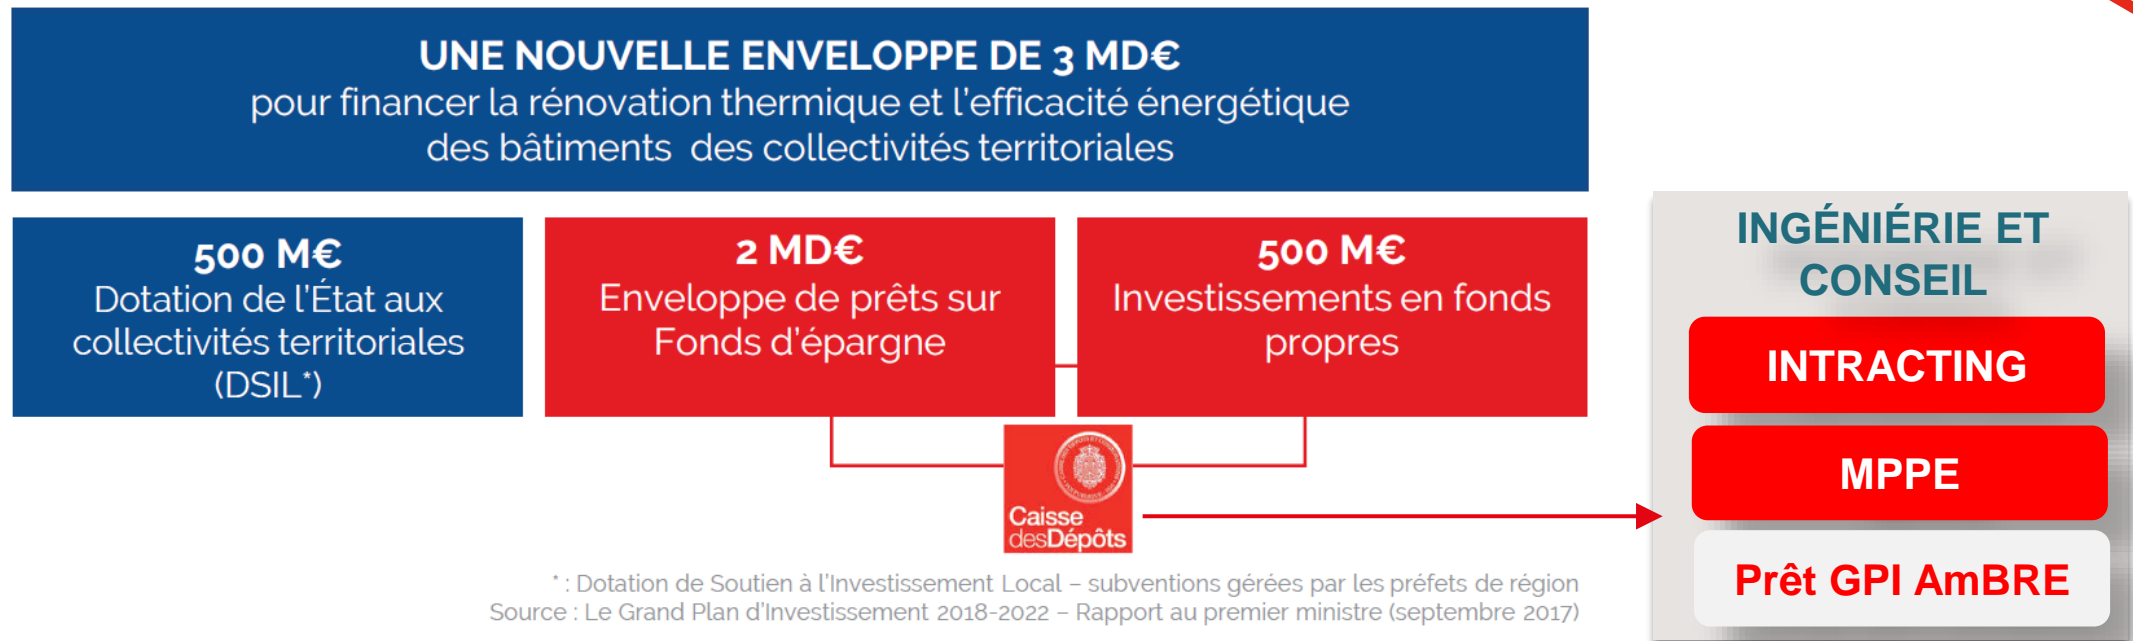 UNE NOUVELLE ENVELOPPE DE 3 MD€
pour financer la rénovation thermique et l'efficacité énergétique
des bâtiments des collectivités territoriales
500 M€
Dotation de l'État aux
collectivités territoriales
(DSIL*)
2 MD€
Enveloppe de prêts sur
Fonds d'épargne
500 M€
Investissements en fonds
propres
Caisse
desDépôts
* : Dotation de Soutien à l'Investissement Local – subventions gérées par les préfets de région
Source : Le Grand Plan d'Investissement 2018-2022 – Rapport au premier ministre (septembre 2017)
INGÉNIÉRIE ET
CONSEIL
INTRACTING
MPPE
Prêt GPI AmBRE